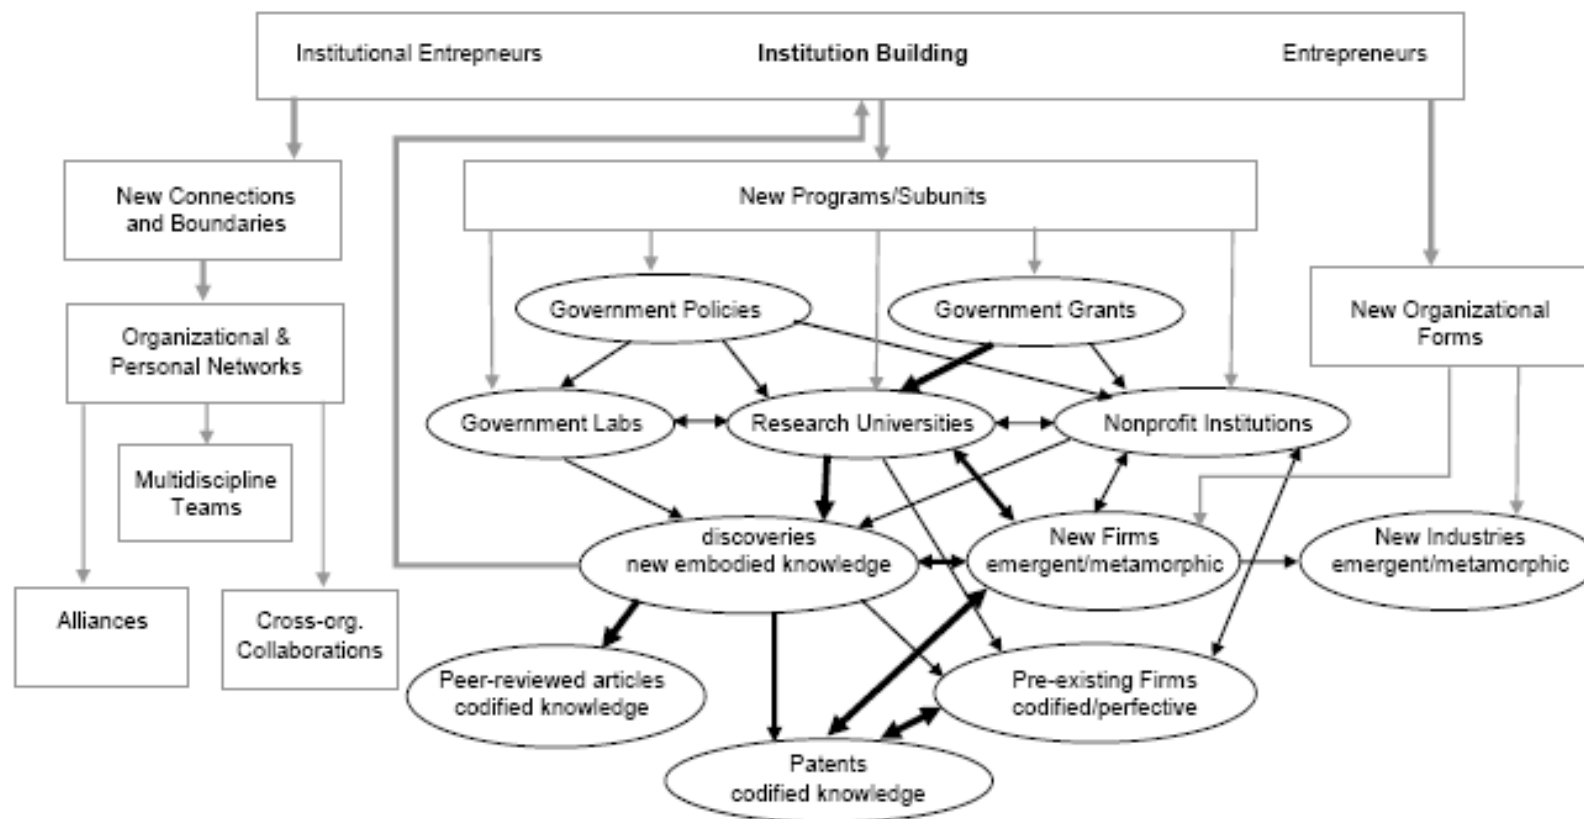 Institutional Entrepneurs
Institution Building
Entrepreneurs
New Connections
and Boundaries
New Programs/Subunits
Government Policies
Government Grants
New Organizational
Forms
Organizational &
Personal Networks
Government Labs
Research Universities
Nonprofit Institutions
Multidiscipline
Teams
discoveries
new embodied knowledge
New Firms
emergent/metamorphic
New Industries
emergent/metamorphic
Alliances
Cross-org.
Collaborations
Peer-reviewed articles
codified knowledge
Pre-existing Firms
codified/perfective
Patents
codified knowledge